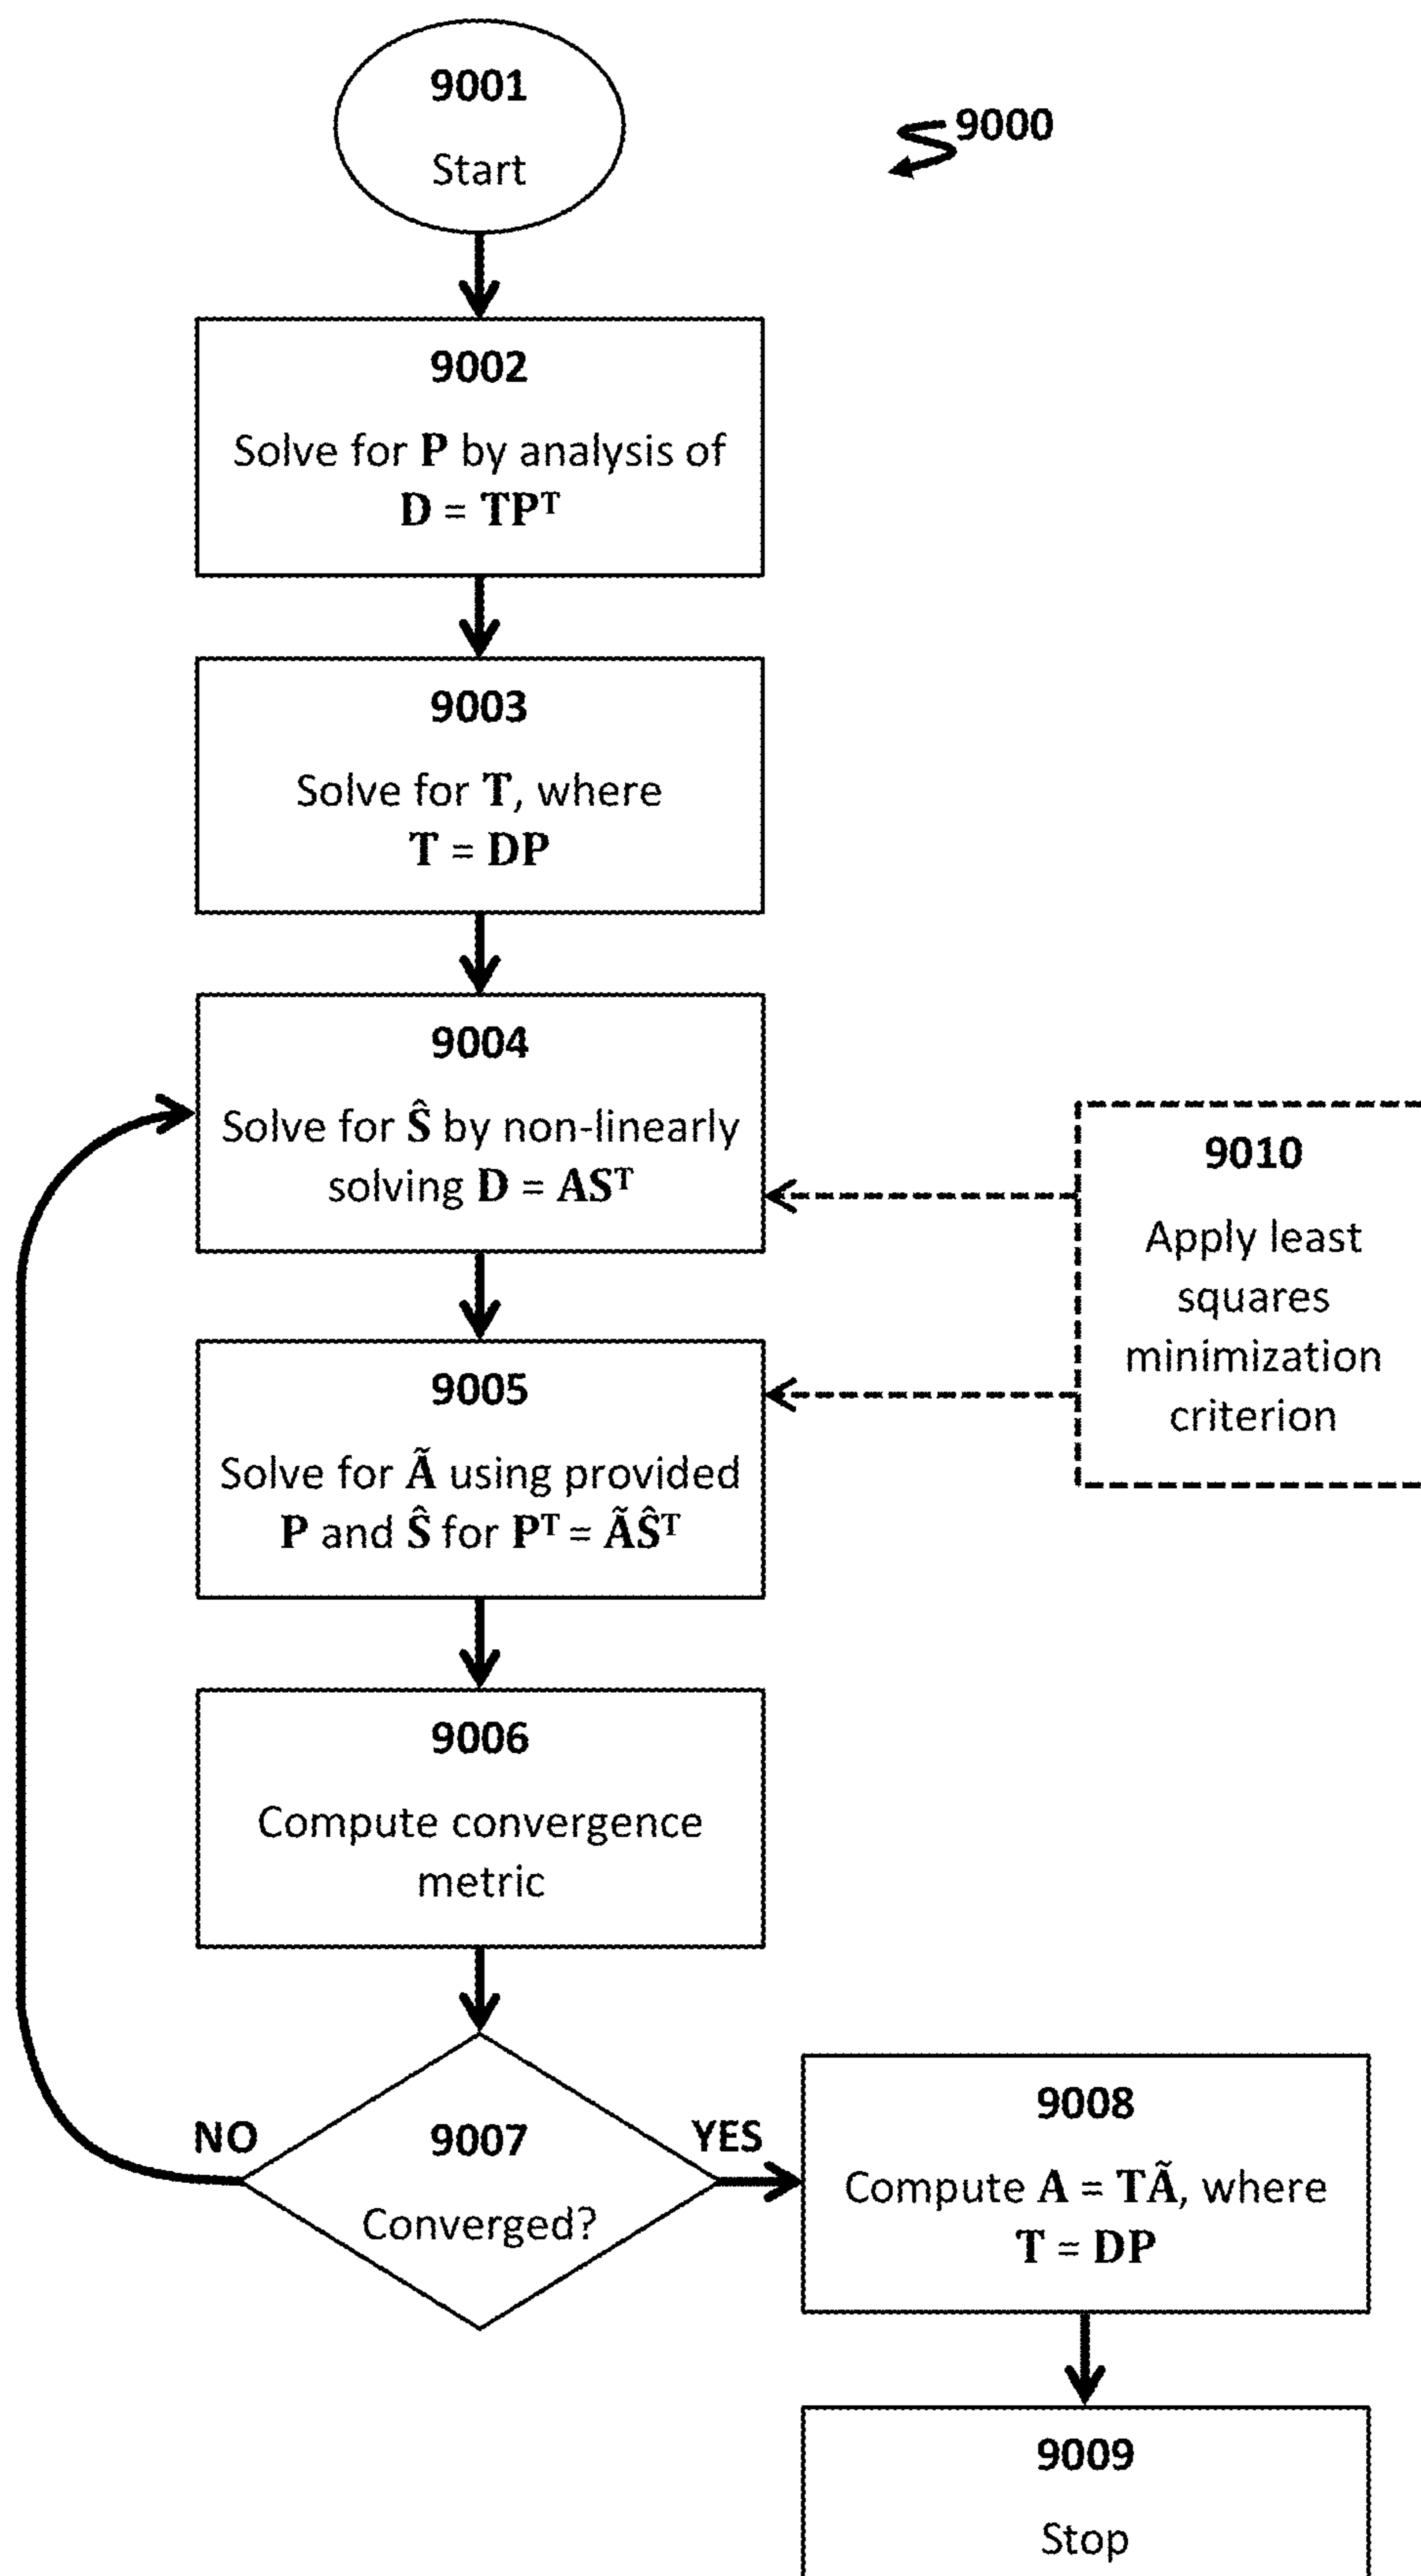 9001
Start
9000
9002
Solve for P by analysis of
D = TPᵀ
9003
Solve for T, where
T = DP
9004
Solve for Ŝ by non-linearly
solving D = ASᵀ
9010
Apply least
squares
minimization
criterion
9005
Solve for Ã using provided
P and Ŝ for Pᵀ = ÃŜᵀ
9006
Compute convergence
metric
NO
9007
Converged?
YES
9008
Compute A = TÃ, where
T = DP
9009
Stop